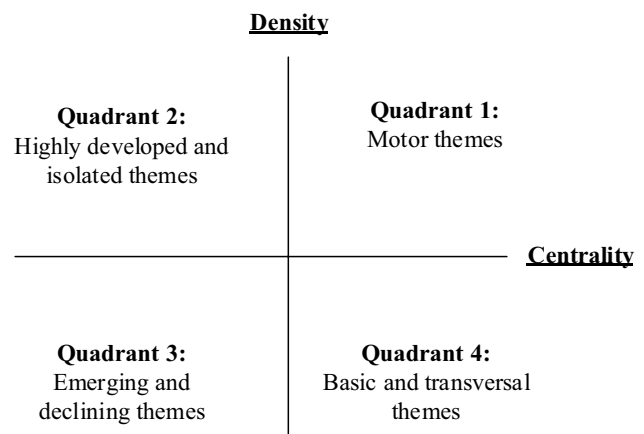 Density
Quadrant 2:
Highly developed and
isolated themes
Quadrant 1:
Motor themes
Centrality
Quadrant 3:
Emerging and
declining themes
Quadrant 4:
Basic and transversal
themes